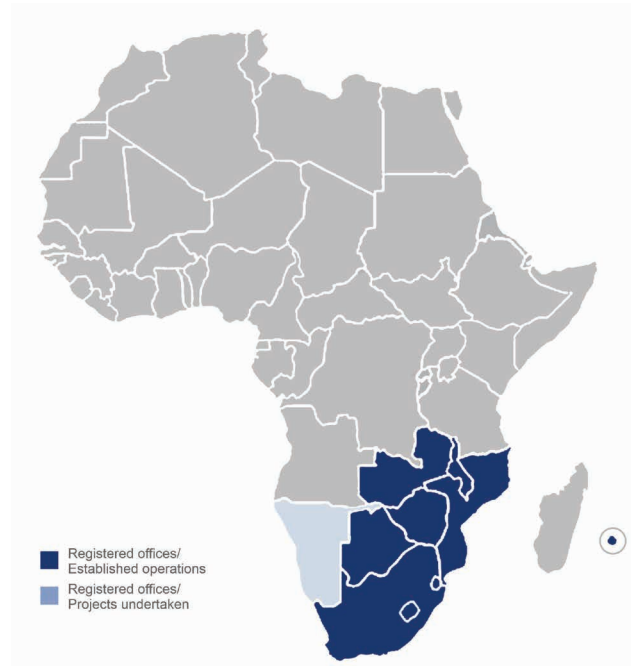 Registered offices/
Established operations
Registered offices/
Projects undertaken